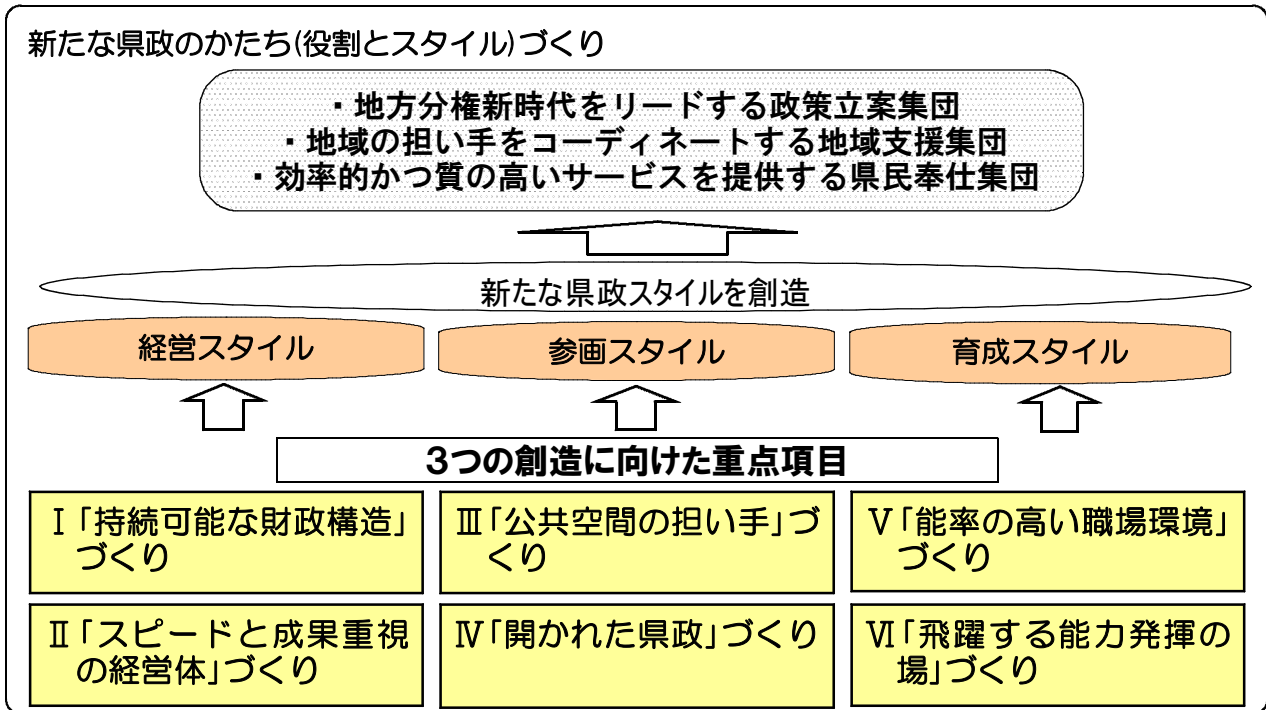 新たな県政のかたち(役割とスタイル)づくり
・地方分権新時代をリードする政策立案集団
・地域の担い手をコーディネートする地域支援集団
・効率的かつ質の高いサービスを提供する県民奉仕集団
新たな県政スタイルを創造
経営スタイル
参画スタイル
育成スタイル
3つの創造に向けた重点項目
Ⅰ「持続可能な財政構造」
づくり
Ⅱ「スピードと成果重視
の経営体」づくり
Ⅲ「公共空間の担い手」づ
くり
Ⅳ「開かれた県政」づくり
Ⅴ「能率の高い職場環境」
づくり
Ⅵ「飛躍する能力発揮の
場」づくり